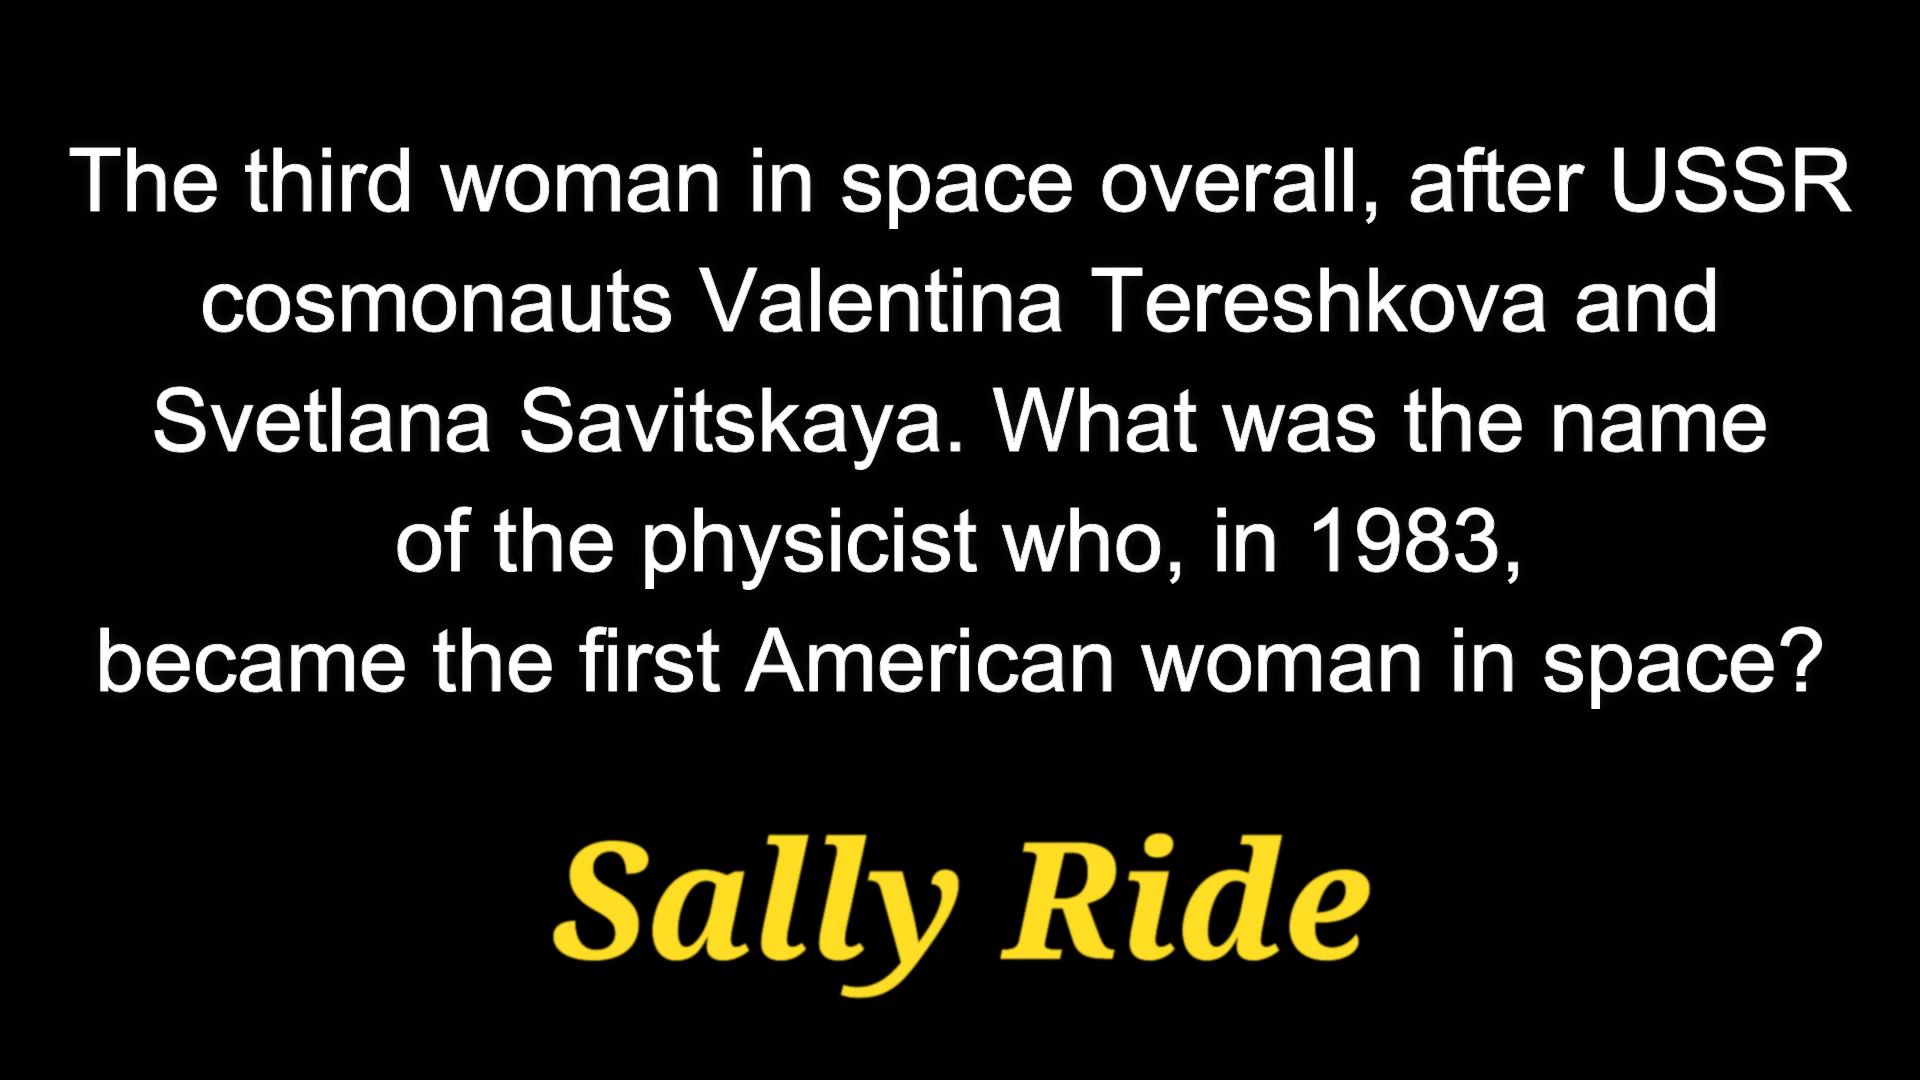 The third woman in space overall, after USSR
cosmonauts Valentina Tereshkova and
Svetlana Savitskaya. What was the name
of the physicist who, in 1983,
became the first American woman in space?
Sally Ride